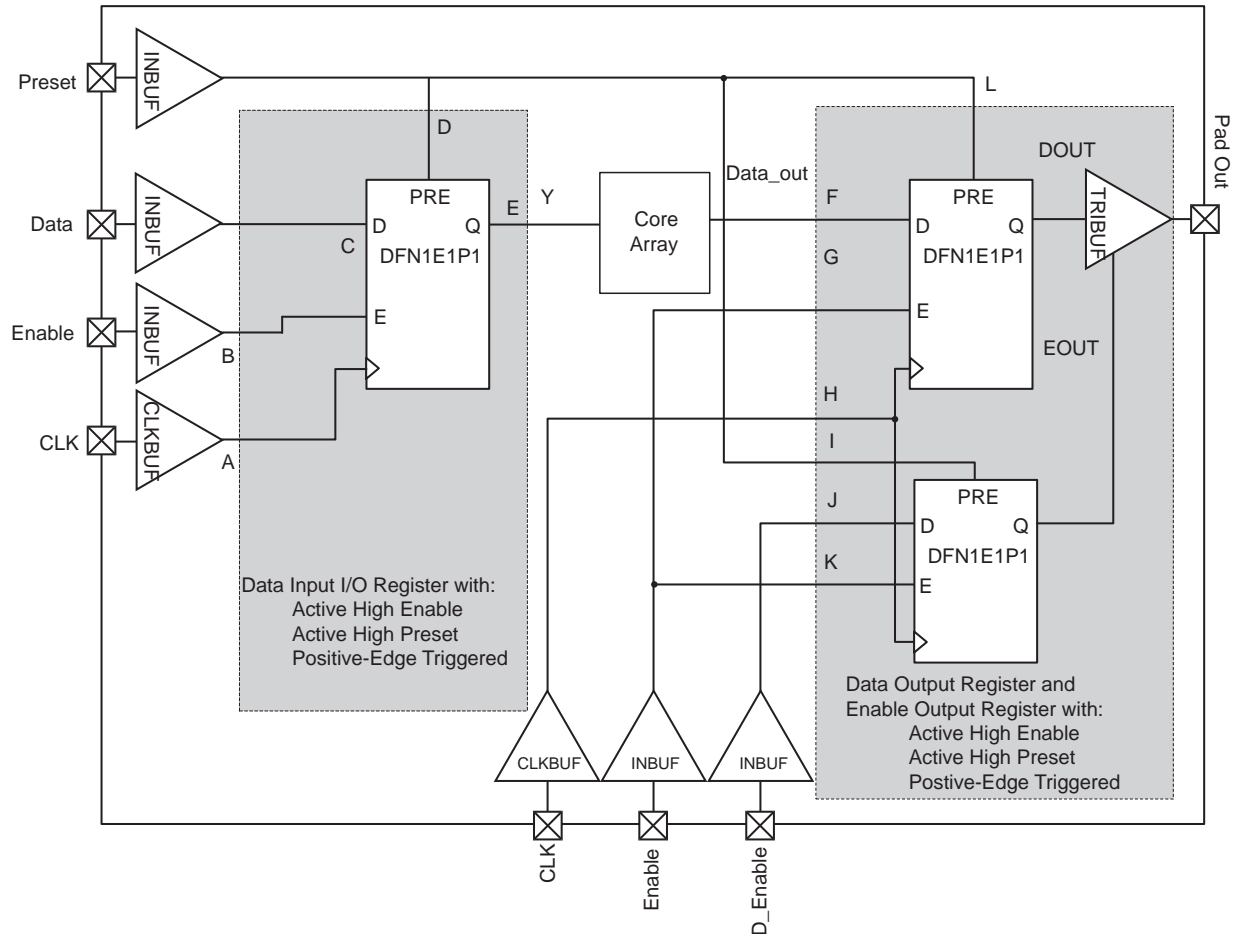 Preset
INBUF
D
L
Pad Out
Data
INBUF
C
PRE
D
Q
DFN1E1P1
E
E
Y
Core
Array
Data_out
F
G
PRE
D
Q
DFN1E1P1
E
DOUT
TRIBUF
EOUT
Enable
INBUF
B
CLK
CLKBUF
A
H
I
J
K
PRE
D
Q
DFN1E1P1
E
Data Input I/O Register with:
Active High Enable
Active High Preset
Positive-Edge Triggered
Data Output Register and
Enable Output Register with:
Active High Enable
Active High Preset
Postive-Edge Triggered
CLKBUF
INBUF
INBUF
CLK
Enable
D_Enable